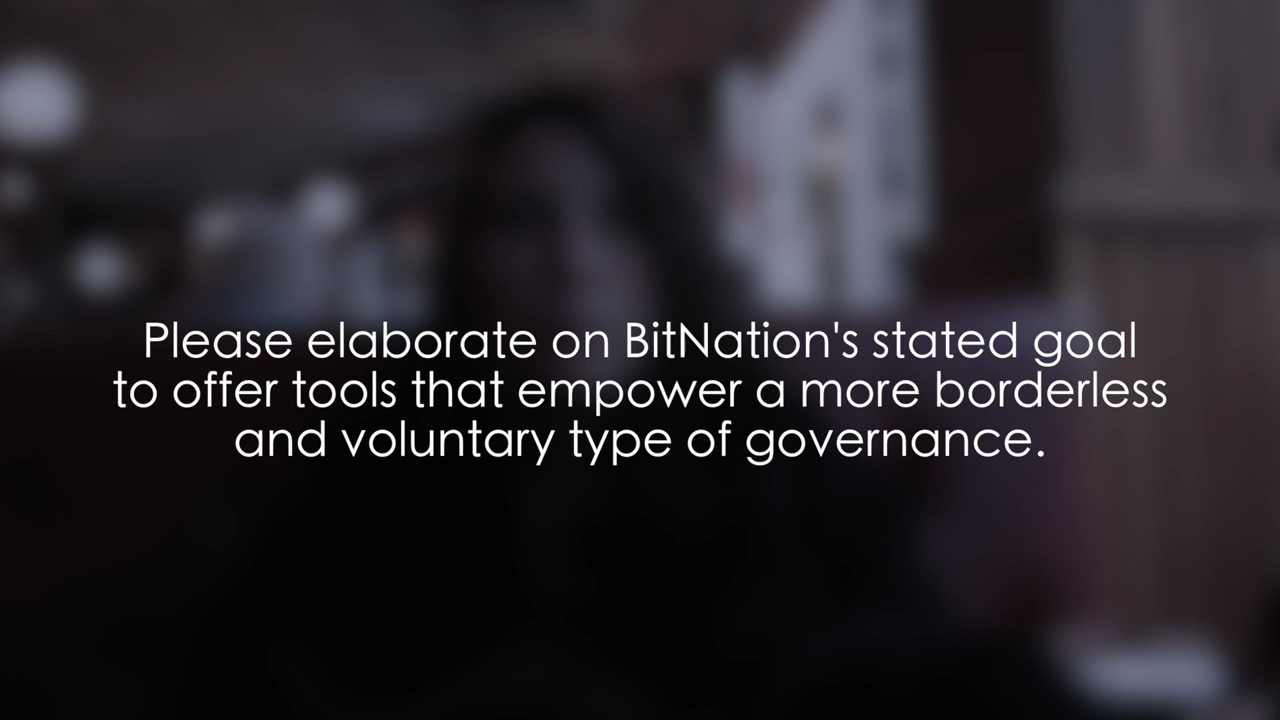 Please elaborate on BitNation's stated goal
to offer tools that empower a more borderless
and voluntary type of governance.